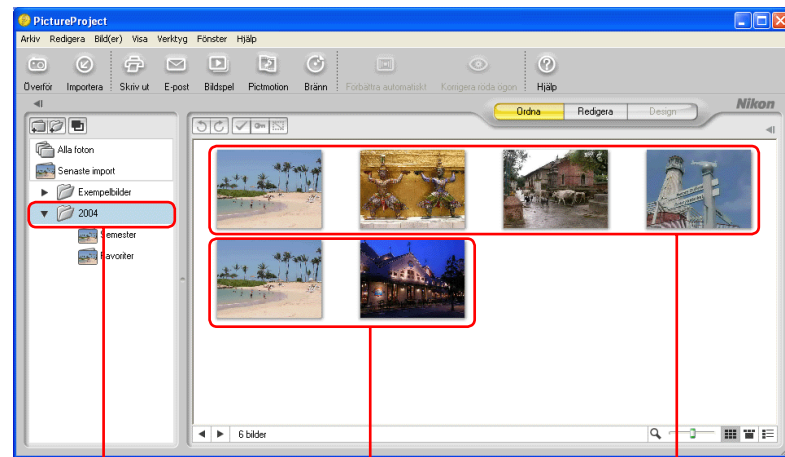 PictureProject
Arkiv Redigera Bild(er) Visa Verktyg Fönster Hjälp
Överför Importera Skriv ut E-post Bildspel Pictmotion Bränn Förbättra automatiskt Korrigera röda ögon Hjälp
Ordna Redigera Design Nikon
Alla foton
Senaste import
Exempelbilder
2004
Semester
Favoriter
6 bilder